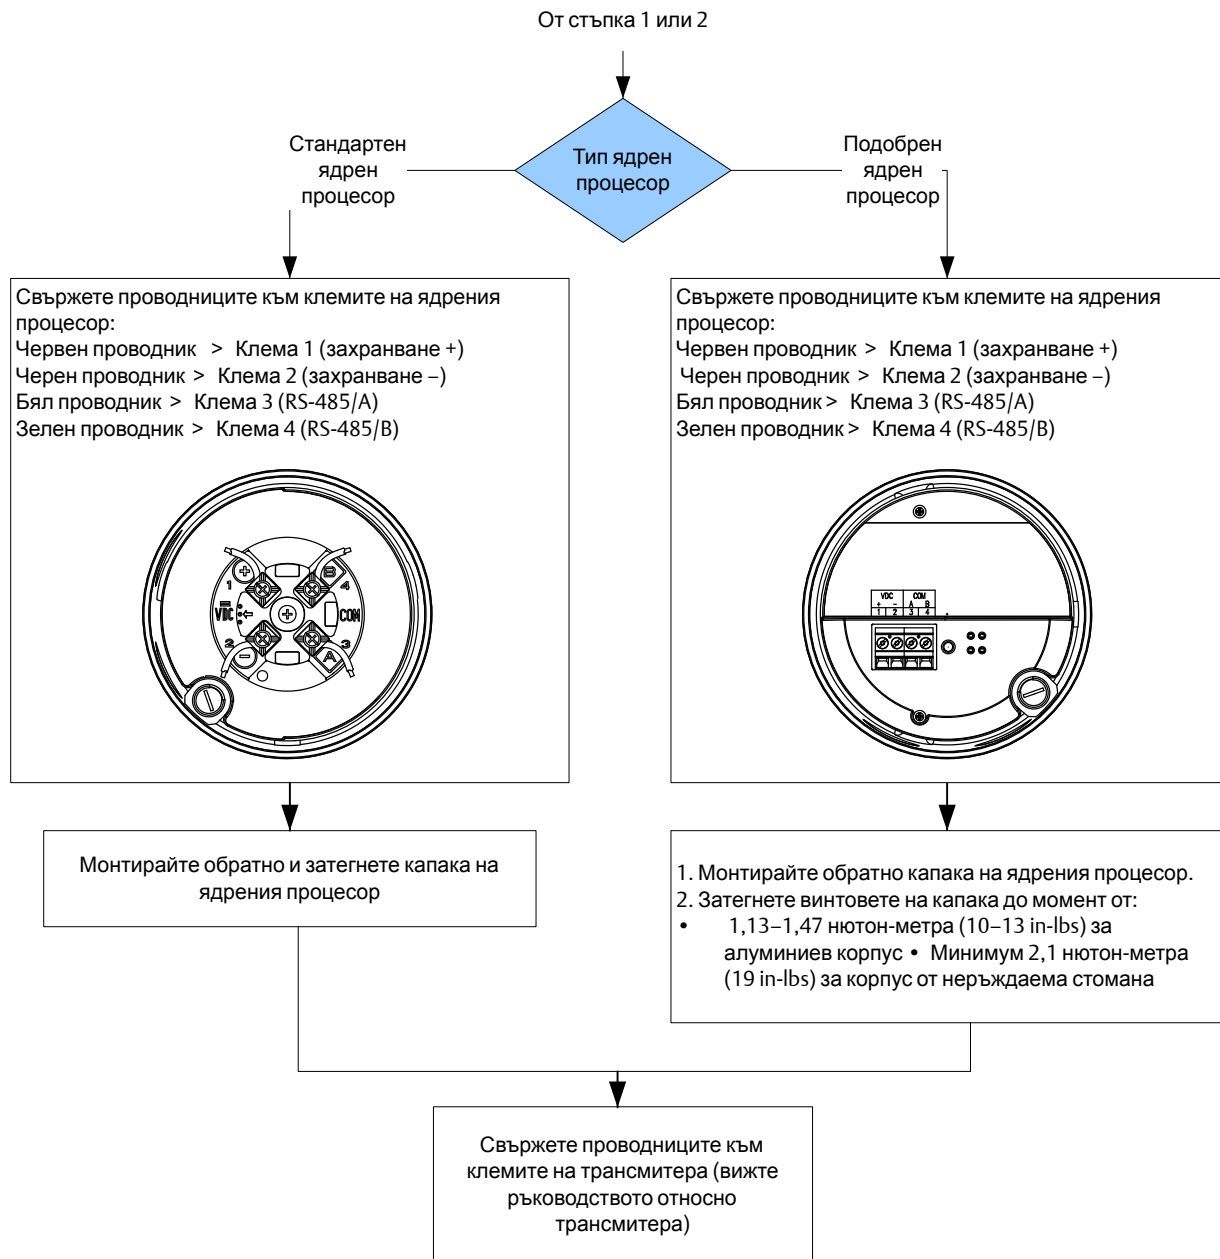 От стъпка 1 или 2
Стандартен
ядрен
процесор
Тип ядрен
процесор
Подобрен
ядрен
процесор
Свържете проводниците към клемите на ядрения
процесор:
Червен проводник > Клема 1 (захранване +)
Черен проводник > Клема 2 (захранване –)
Бял проводник > Клема 3 (RS-485/A)
Зелен проводник > Клема 4 (RS-485/B)
1
B
4
VDC
COM
2
3
A
Свържете проводниците към клемите на ядрения
процесор:
Червен проводник > Клема 1 (захранване +)
Черен проводник > Клема 2 (захранване –)
Бял проводник > Клема 3 (RS-485/A)
Зелен проводник > Клема 4 (RS-485/B)
VDC COM
+ – A B
1 2 3 4
Монтирайте обратно и затегнете капака на
ядрения процесор
1. Монтирайте обратно капака на ядрения процесор.
2. Затегнете винтовете на капака до момент от:
• 1,13–1,47 нютон-метра (10–13 in-lbs) за
алуминиев корпус • Минимум 2,1 нютон-метра
(19 in-lbs) за корпус от неръждаема стомана
Свържете проводниците към
клемите на трансмитера (вижте
ръководството относно
трансмитера)